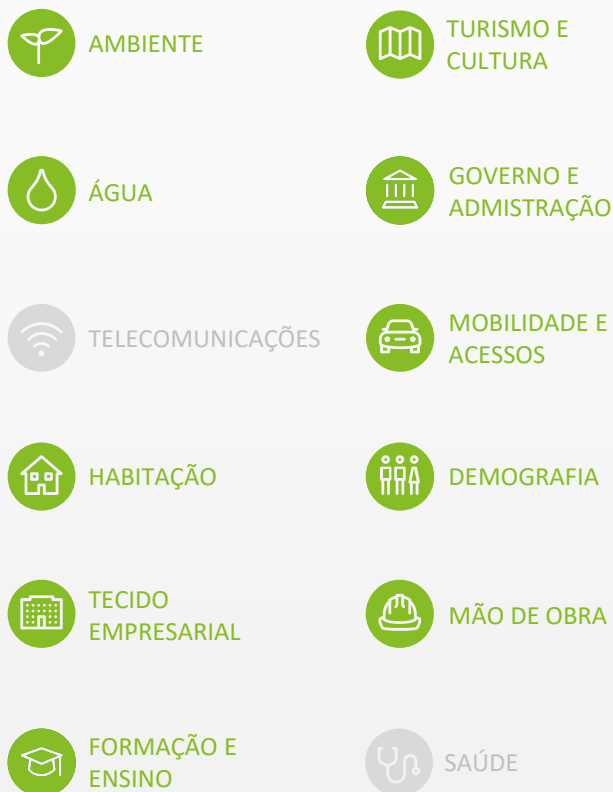 AMBIENTE
TURISMO E
CULTURA
ÁGUA
GOVERNO E
ADMISTRAÇÃO
TELECOMUNICAÇÕES
MOBILIDADE E
ACESSOS
HABITAÇÃO
DEMOGRAFIA
TECIDO
EMPRESARIAL
MÃO DE OBRA
FORMAÇÃO E
ENSINO
SAÚDE